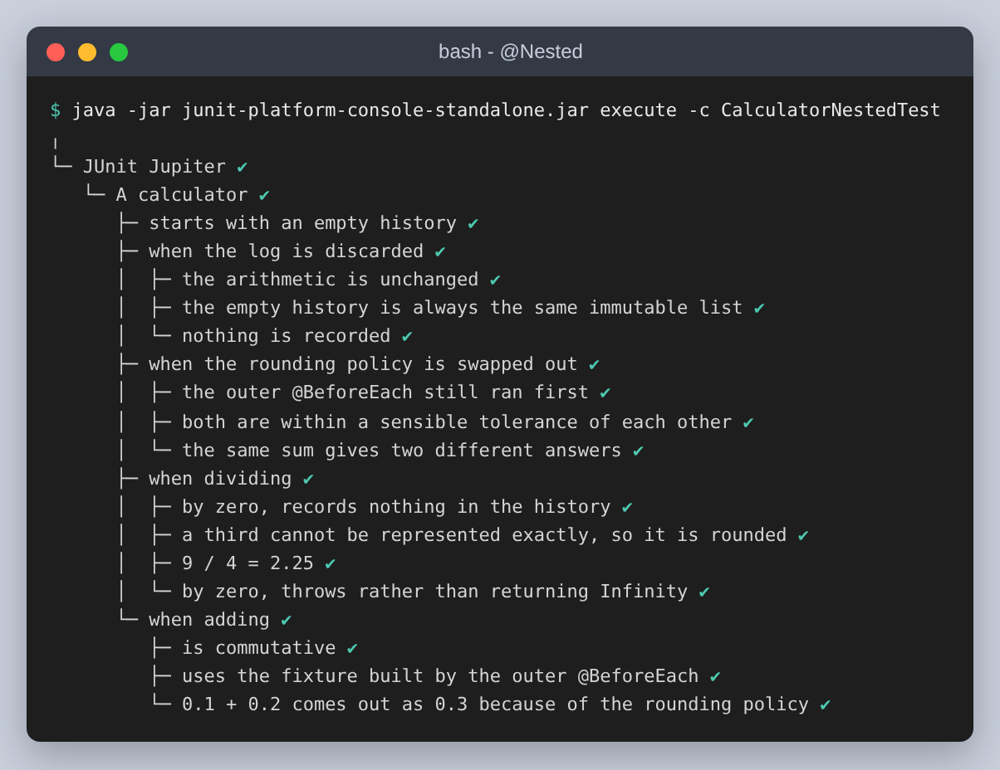 bash - @Nested
$ java -jar junit-platform-console-standalone.jar execute -c CalculatorNestedTest
╷
└─ JUnit Jupiter ✔
   └─ A calculator ✔
      ├─ starts with an empty history ✔
      ├─ when the log is discarded ✔
      │  ├─ the arithmetic is unchanged ✔
      │  ├─ the empty history is always the same immutable list ✔
      │  └─ nothing is recorded ✔
      ├─ when the rounding policy is swapped out ✔
      │  ├─ the outer @BeforeEach still ran first ✔
      │  ├─ both are within a sensible tolerance of each other ✔
      │  └─ the same sum gives two different answers ✔
      ├─ when dividing ✔
      │  ├─ by zero, records nothing in the history ✔
      │  ├─ a third cannot be represented exactly, so it is rounded ✔
      │  ├─ 9 / 4 = 2.25 ✔
      │  └─ by zero, throws rather than returning Infinity ✔
      └─ when adding ✔
         ├─ is commutative ✔
         ├─ uses the fixture built by the outer @BeforeEach ✔
         └─ 0.1 + 0.2 comes out as 0.3 because of the rounding policy ✔